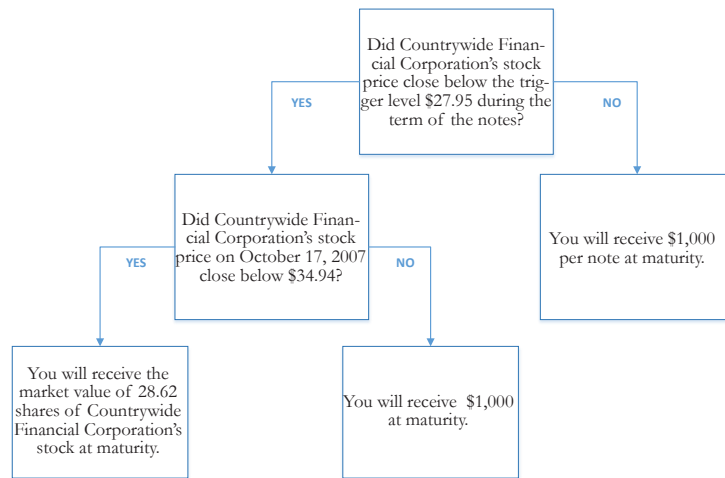 Did Countrywide Finan-
cial Corporation's stock
price close below the trig-
ger level $27.95 during the
term of the notes?
YES
NO
Did Countrywide Finan-
cial Corporation's stock
price on October 17, 2007
close below $34.94?
You will receive $1,000
per note at maturity.
YES
NO
You will receive the
market value of 28.62
shares of Countrywide
Financial Corporation's
stock at maturity.
You will receive $1,000
at maturity.